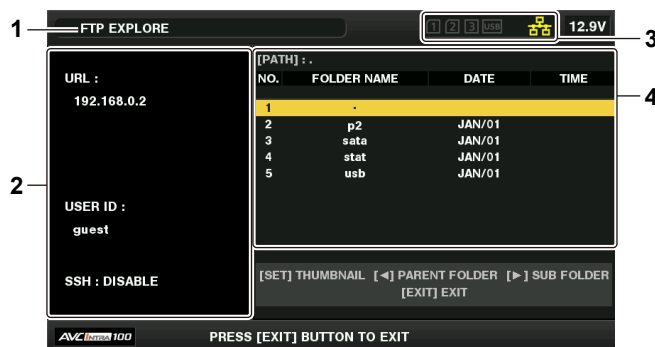 1
FTP EXPLORE
1 2 3 USB
12.9V
3
2
URL :
192.168.0.2
USER ID :
guest
SSH : DISABLE
4
[PATH] : .
NO. FOLDER NAME DATE TIME
1 .
2 p2 JAN/01
3 sata JAN/01
4 stat JAN/01
5 usb JAN/01
[SET] THUMBNAIL [◄] PARENT FOLDER [►] SUB FOLDER
[EXIT] EXIT
AVC INTRA 100
PRESS [EXIT] BUTTON TO EXIT